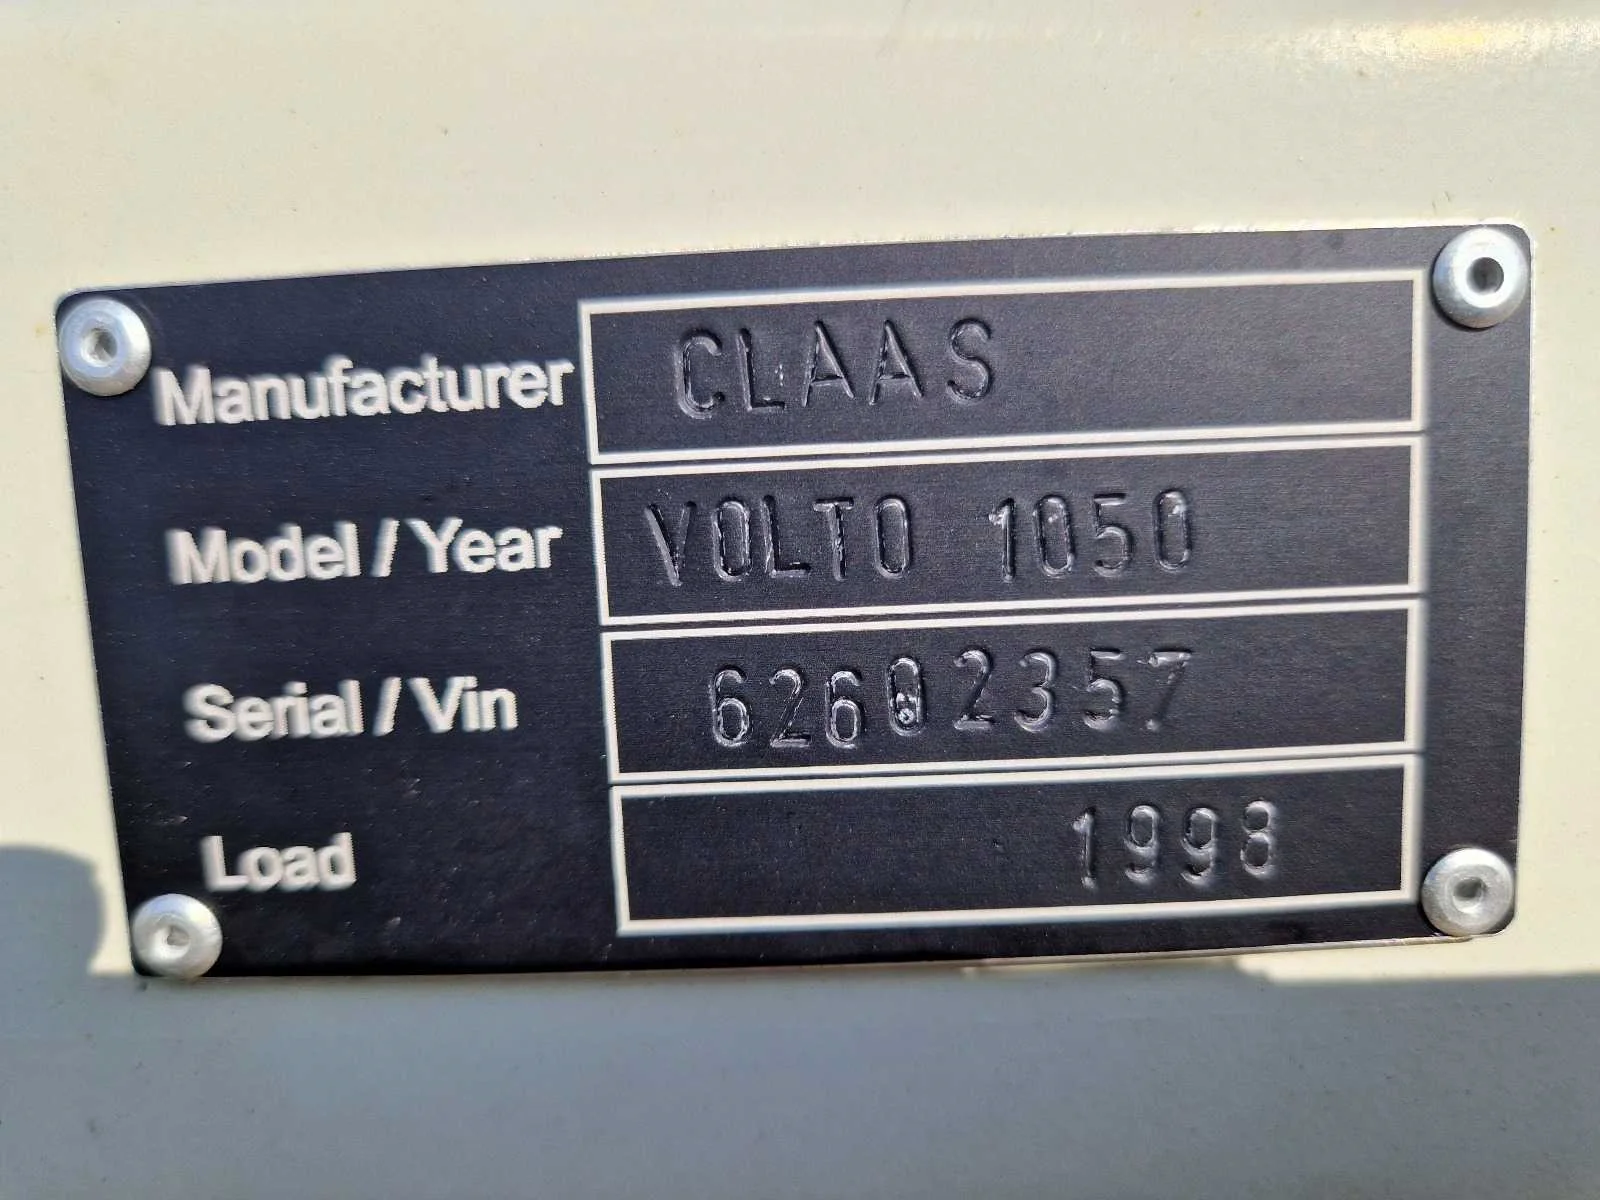 Manufacturer CLAAS
Model / Year VOLTO 1050
Serial / Vin 62602357
Load 1998